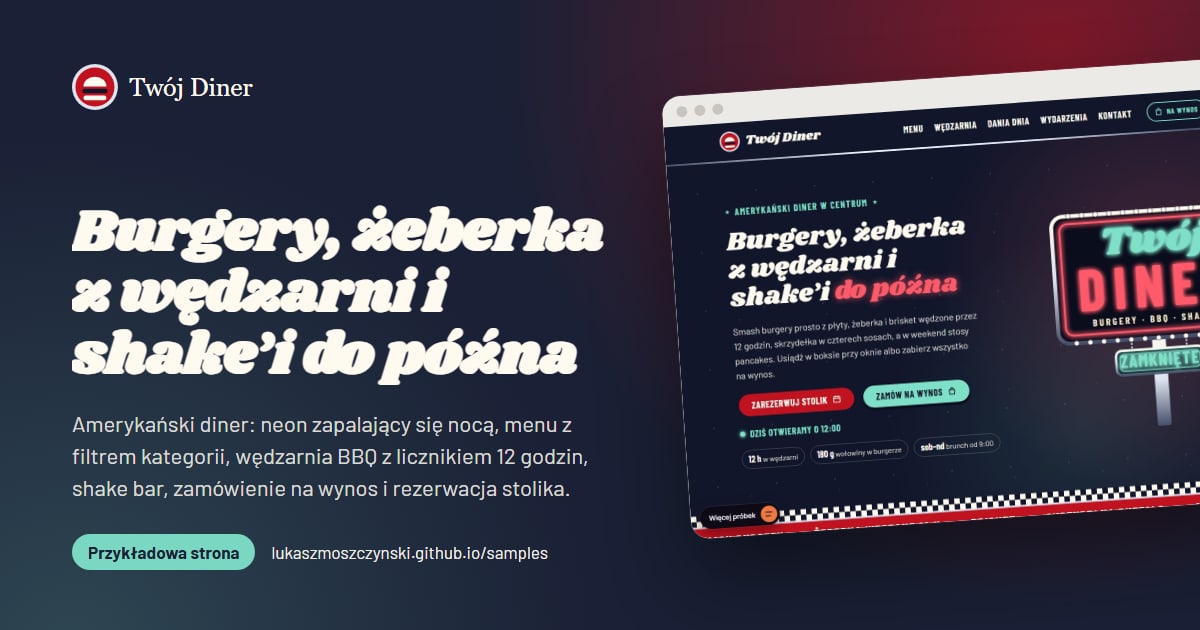 Twój Diner
Burgery, żeberka
z wędzarni i
shake'i do późna
Amerykański diner: neon zapalający się nocą, menu z
filtrem kategorii, wędzarnia BBQ z licznikiem 12 godzin,
shake bar, zamówienie na wynos i rezerwacja stolika.
Przykładowa strona
lukaszmoszczynski.github.io/samples
Twój Diner
MENU WĘDZARNIA DANIA DNIA WYDARZENIA KONTAKT
NA WYNOS
AMERYKAŃSKI DINER W CENTRUM
Burgery, żeberka
z wędzarni i
shake'i do późna
Smash burgery prosto z płyty, żeberka i brisket wędzone przez
12 godzin, skrzydełka w czterech sosach, a w weekend stosy
pancakes. Usiądź w boksie przy oknie albo zabierz wszystko
na wynos.
ZAREZERWUJ STOLIK
ZAMÓW NA WYNOS
DZIŚ OTWIERAMY O 12:00
12 h w wędzarni
180 g wołowiny w burgerze
sob-nd brunch od 9:00
Więcej próbek
Twój
DINE
BURGERY · BBQ · SHA
ZAMKNIĘTE